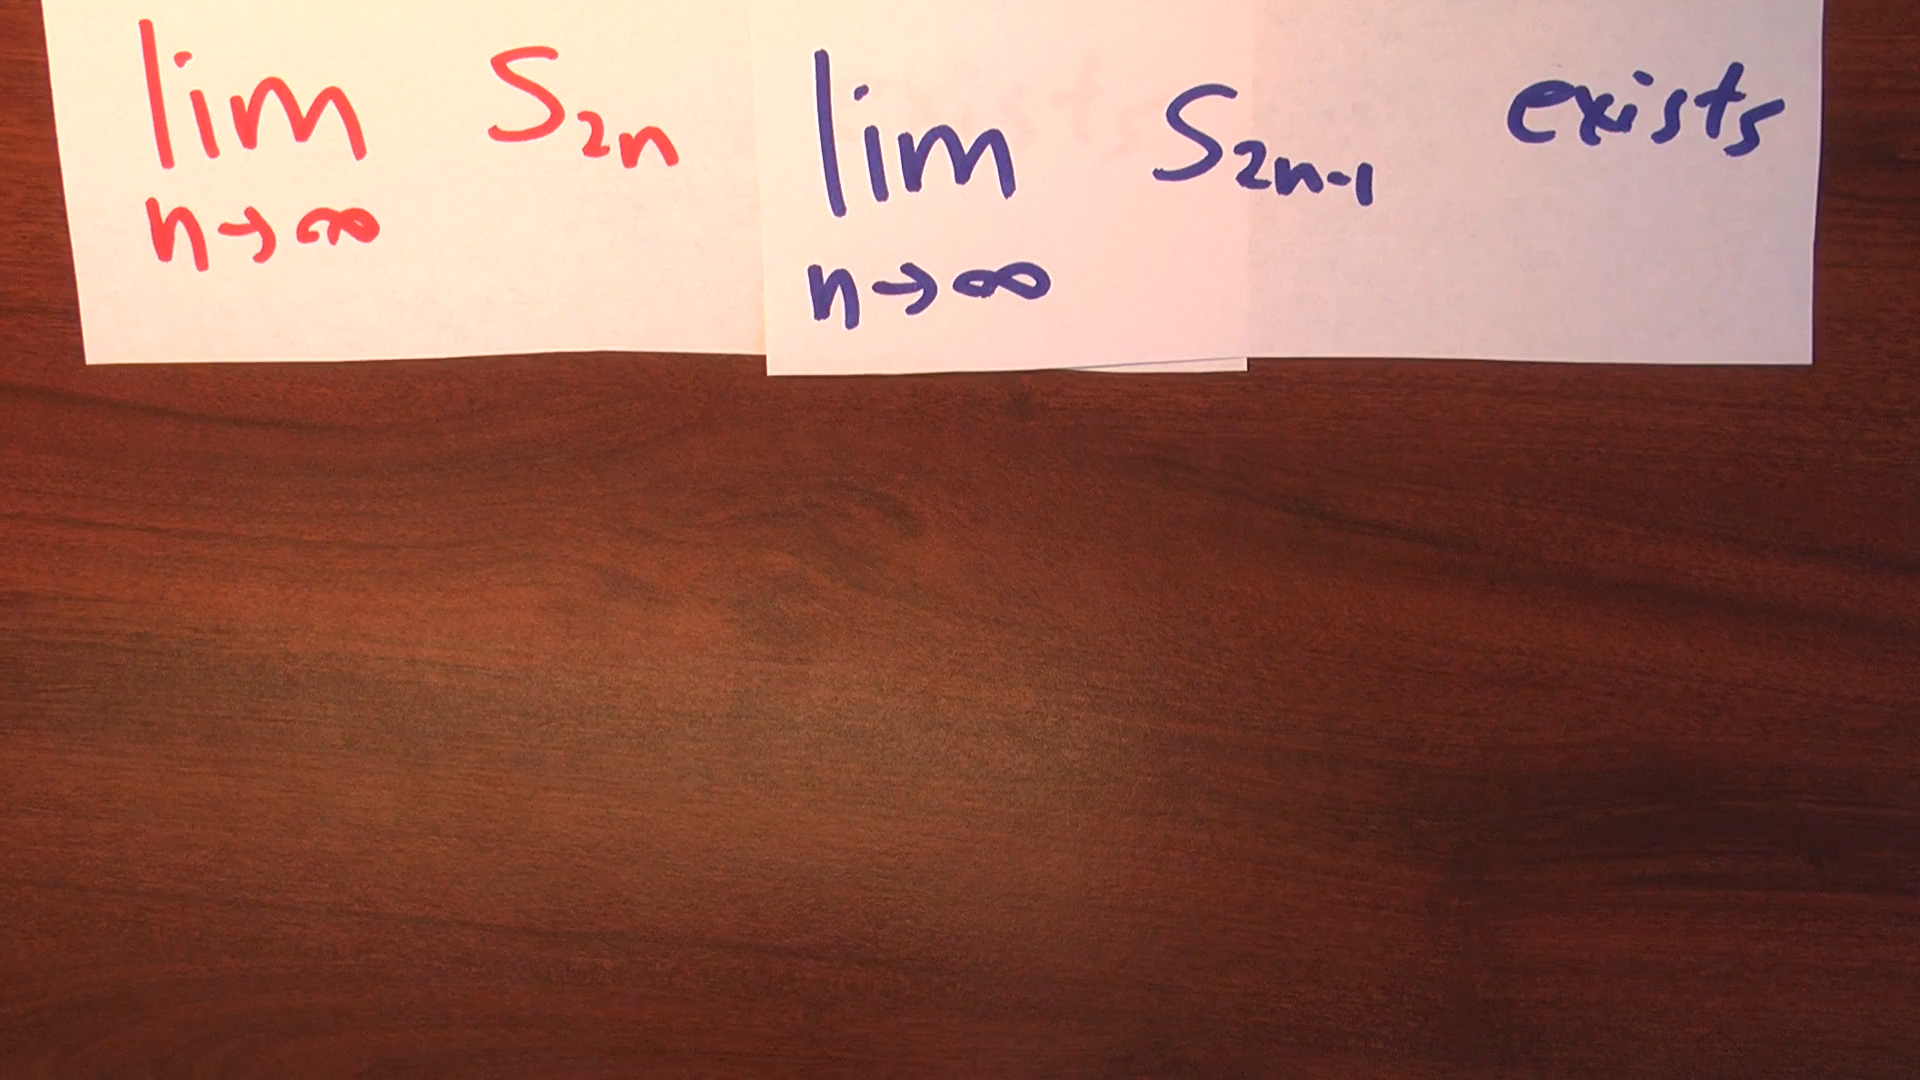 lim S₂ₙ
n→∞
lim S₂ₙ₋₁ exists
n→∞